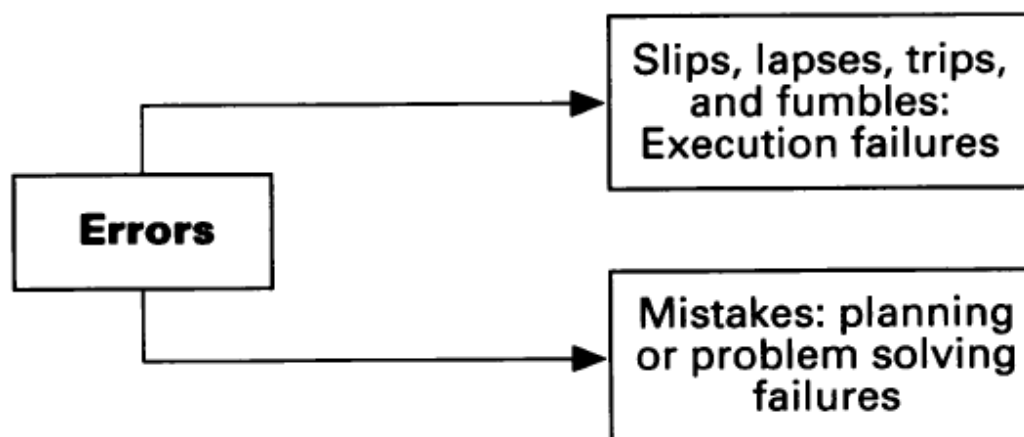 Slips, lapses, trips,
and fumbles:
Execution failures
Errors
Mistakes: planning
or problem solving
failures